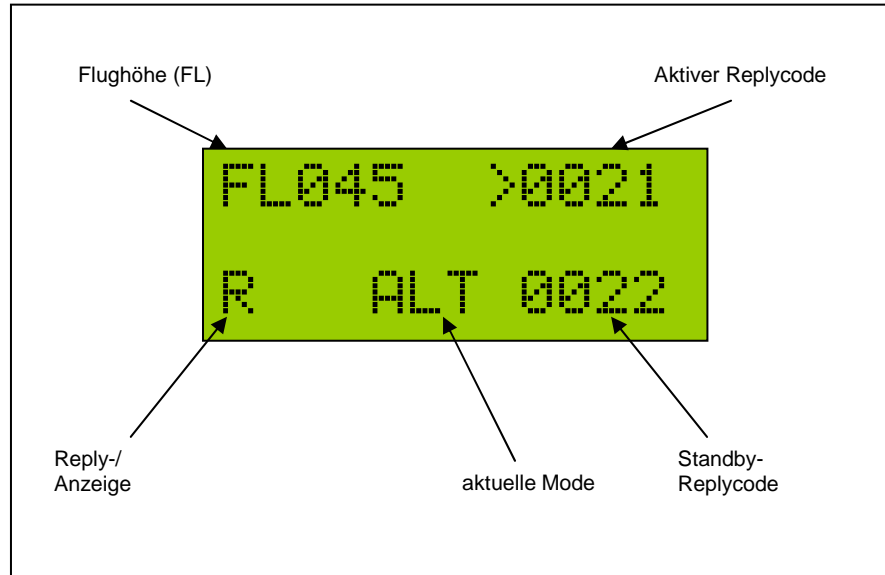 Flughöhe (FL)
Aktiver Replycode
FL045 >0021
R ALT 0022
Reply-/
Anzeige
aktuelle Mode
Standby-
Replycode